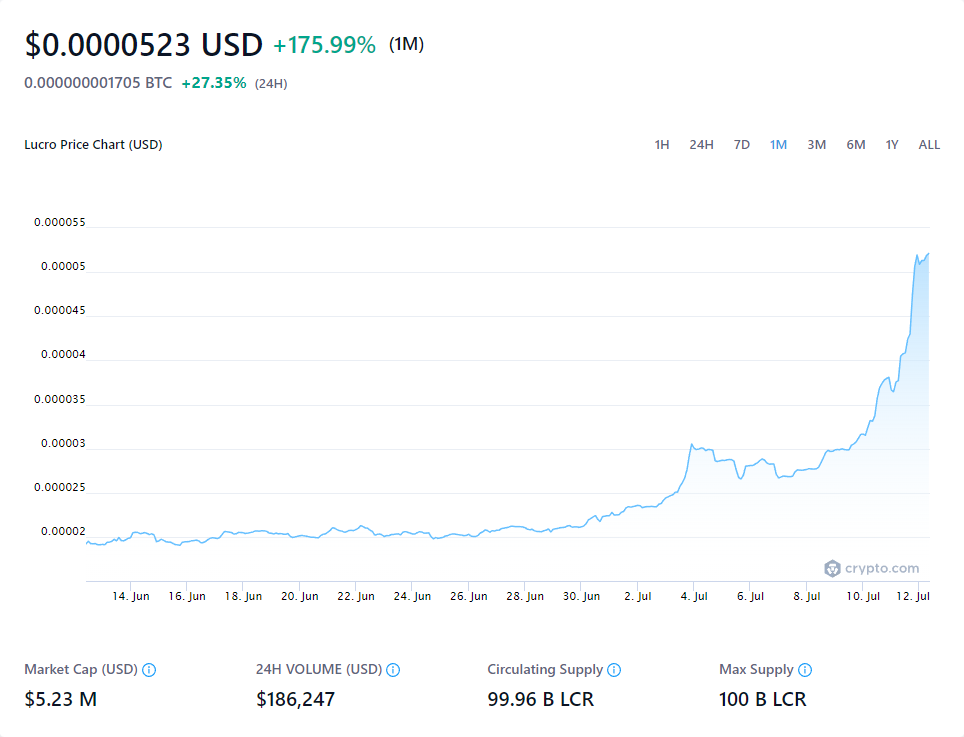 $0.0000523 USD +175.99% (1M)
0.000000001705 BTC +27.35% (24H)
Lucro Price Chart (USD) 1H 24H 7D 1M 3M 6M 1Y ALL
0.000055
0.00005
0.000045
0.00004
0.000035
0.00003
0.000025
0.00002
crypto.com
14. Jun 16. Jun 18. Jun 20. Jun 22. Jun 24. Jun 26. Jun 28. Jun 30. Jun 2. Jul 4. Jul 6. Jul 8. Jul 10. Jul 12. Jul
Market Cap (USD) 24H VOLUME (USD) Circulating Supply Max Supply
$5.23 M $186,247 99.96 B LCR 100 B LCR